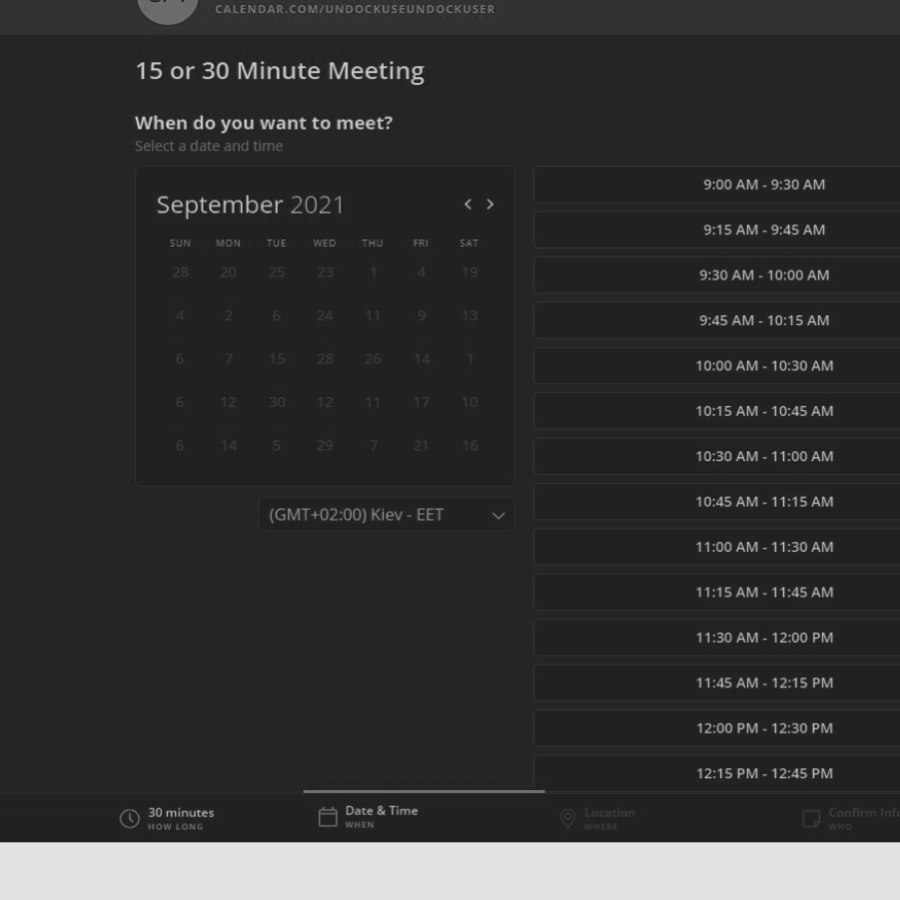 CALENDAR.COM/UNDOCKUSEUNDOCKUSER
15 or 30 Minute Meeting
When do you want to meet?
Select a date and time
September 2021
SUN MON TUE WED THU FRI SAT
28 20 25 23 1 4 19
4 2 6 24 11 9 13
6 7 15 28 26 14 1
6 12 30 12 11 17 10
6 14 5 29 7 21 16
(GMT+02:00) Kiev - EET
9:00 AM - 9:30 AM
9:15 AM - 9:45 AM
9:30 AM - 10:00 AM
9:45 AM - 10:15 AM
10:00 AM - 10:30 AM
10:15 AM - 10:45 AM
10:30 AM - 11:00 AM
10:45 AM - 11:15 AM
11:00 AM - 11:30 AM
11:15 AM - 11:45 AM
11:30 AM - 12:00 PM
11:45 AM - 12:15 PM
12:00 PM - 12:30 PM
12:15 PM - 12:45 PM
30 minutes
HOW LONG
Date & Time
WHEN
Location
WHERE
Confirm Info
WHO